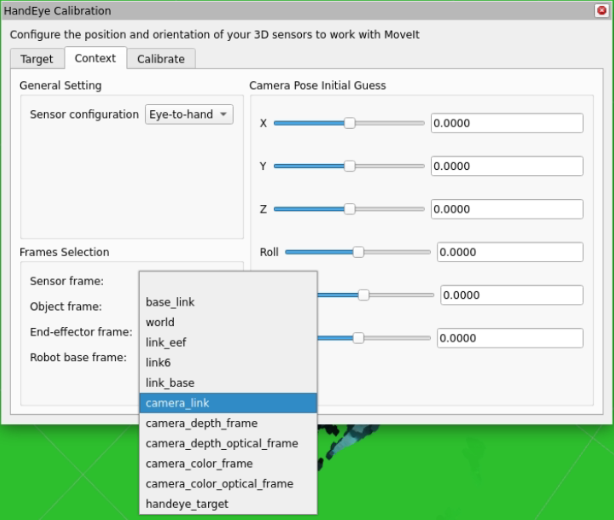 HandEye Calibration
Configure the position and orientation of your 3D sensors to work with MoveIt
Target Context Calibrate
General Setting
Sensor configuration Eye-to-hand
Camera Pose Initial Guess
X 0.0000
Y 0.0000
Z 0.0000
Roll 0.0000
0.0000
0.0000
Frames Selection
Sensor frame:
Object frame:
End-effector frame:
Robot base frame:
base_link
world
link_eef
link6
link_base
camera_link
camera_depth_frame
camera_depth_optical_frame
camera_color_frame
camera_color_optical_frame
handeye_target